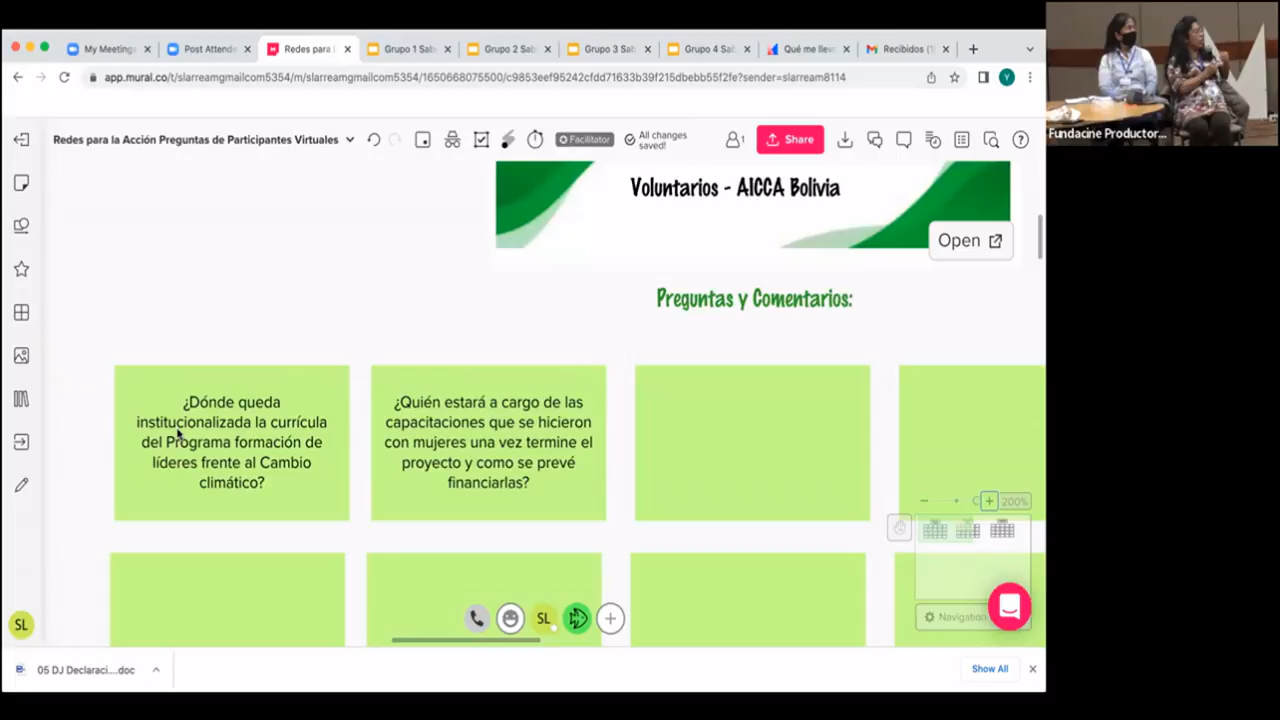 My Meetings
Post Attende
Redes para l
Grupo 1 Sab
Grupo 2 Sab
Grupo 3 Sab
Grupo 4 Sab
Qué me llev
Recibidos (1
app.mural.co/t/slarreamgmailcom5354/m/slarreamgmailcom5354/1650668075500/c9853eef95242cfdd71633b39f215dbebb55f2fe?sender=slarream8114
Y
Fundacine Productor...
Redes para la Acción Preguntas de Participantes Virtuales
Facilitator
All changes
saved!
1
Share
Voluntarios - AICCA Bolivia
Open
Preguntas y Comentarios:
¿Dónde queda
institucionalizada la currícula
del Programa formación de
líderes frente al Cambio
climático?
¿Quién estará a cargo de las
capacitaciones que se hicieron
con mujeres una vez termine el
proyecto y como se prevé
financiarlas?
200%
Navigation
SL
SL
05 DJ Declaraci....doc
Show All